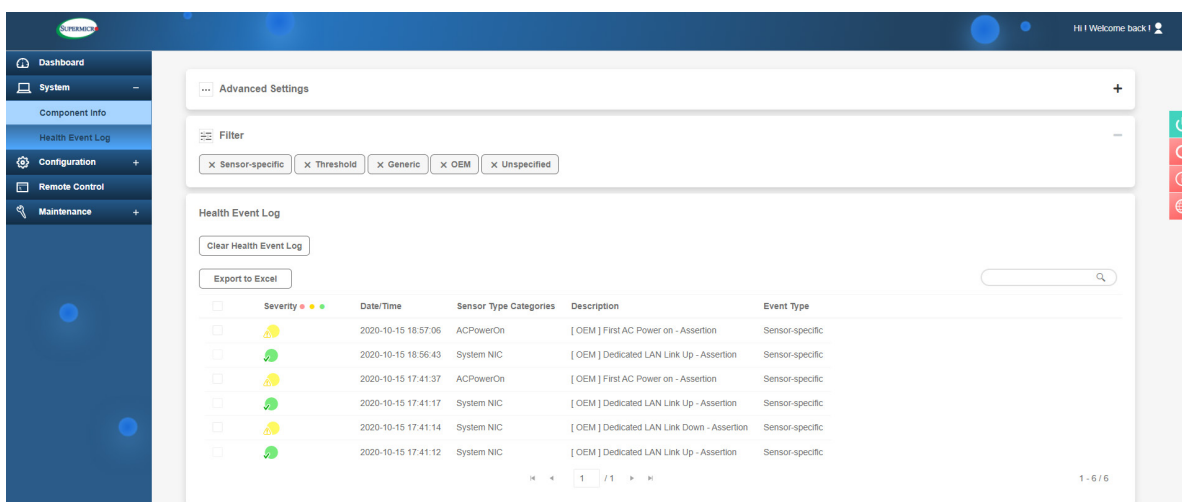 SUPERMICR
Hi ! Welcome back !
Dashboard
System
Component Info
Health Event Log
Configuration
Remote Control
Maintenance
Advanced Settings
Filter
Sensor-specific Threshold Generic OEM Unspecified
Health Event Log
Clear Health Event Log
Export to Excel
Severity Date/Time Sensor Type Categories Description Event Type
2020-10-15 18:57:06 ACPowerOn [ OEM ] First AC Power on - Assertion Sensor-specific
2020-10-15 18:56:43 System NIC [ OEM ] Dedicated LAN Link Up - Assertion Sensor-specific
2020-10-15 17:41:37 ACPowerOn [ OEM ] First AC Power on - Assertion Sensor-specific
2020-10-15 17:41:17 System NIC [ OEM ] Dedicated LAN Link Up - Assertion Sensor-specific
2020-10-15 17:41:14 System NIC [ OEM ] Dedicated LAN Link Down - Assertion Sensor-specific
2020-10-15 17:41:12 System NIC [ OEM ] Dedicated LAN Link Up - Assertion Sensor-specific
1 / 1
1 - 6 / 6